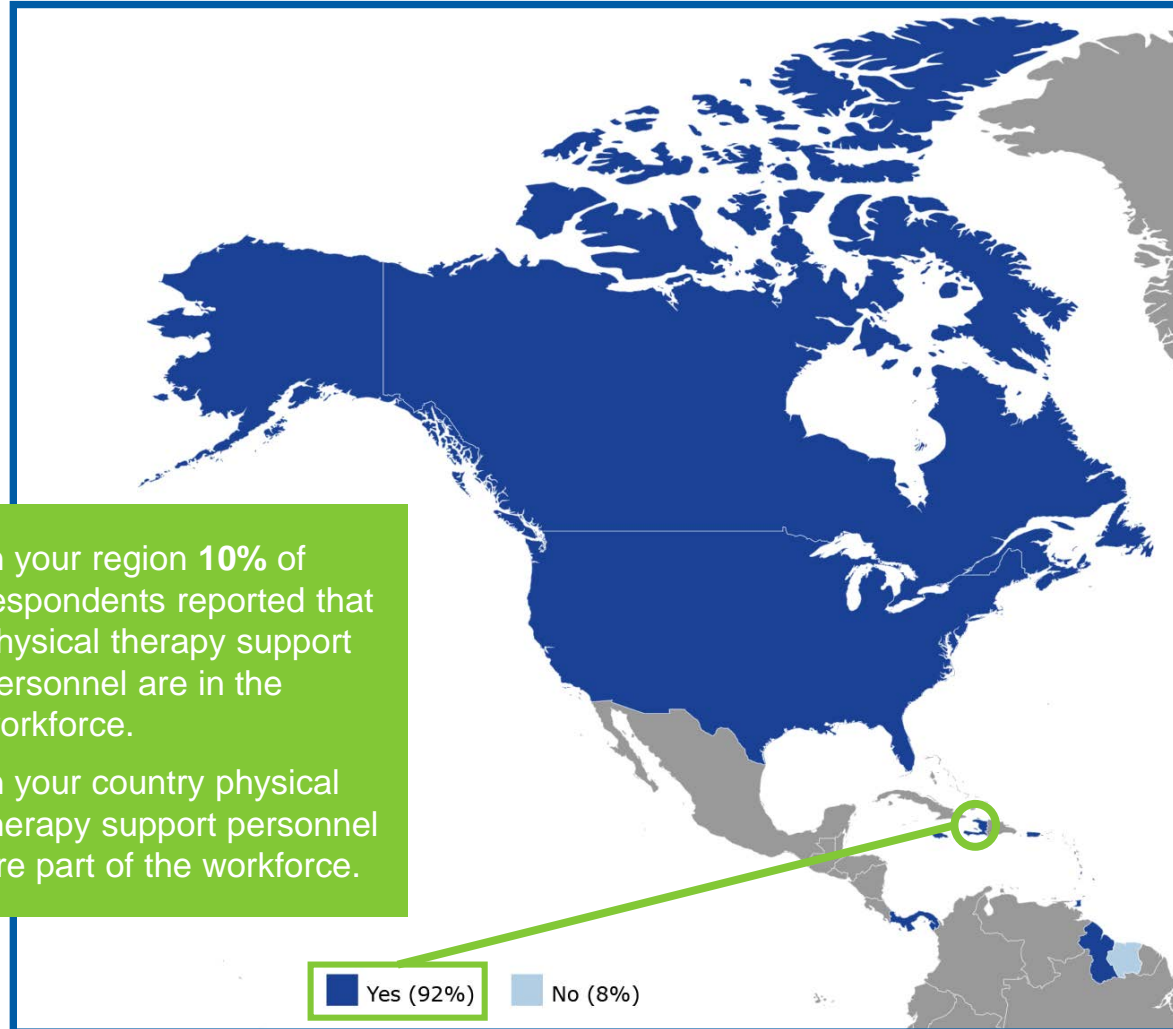 n your region 10% of
espondents reported that
hysical therapy support
ersonnel are in the
orkforce.
n your country physical
herapy support personnel
re part of the workforce.
Yes (92%) No (8%)